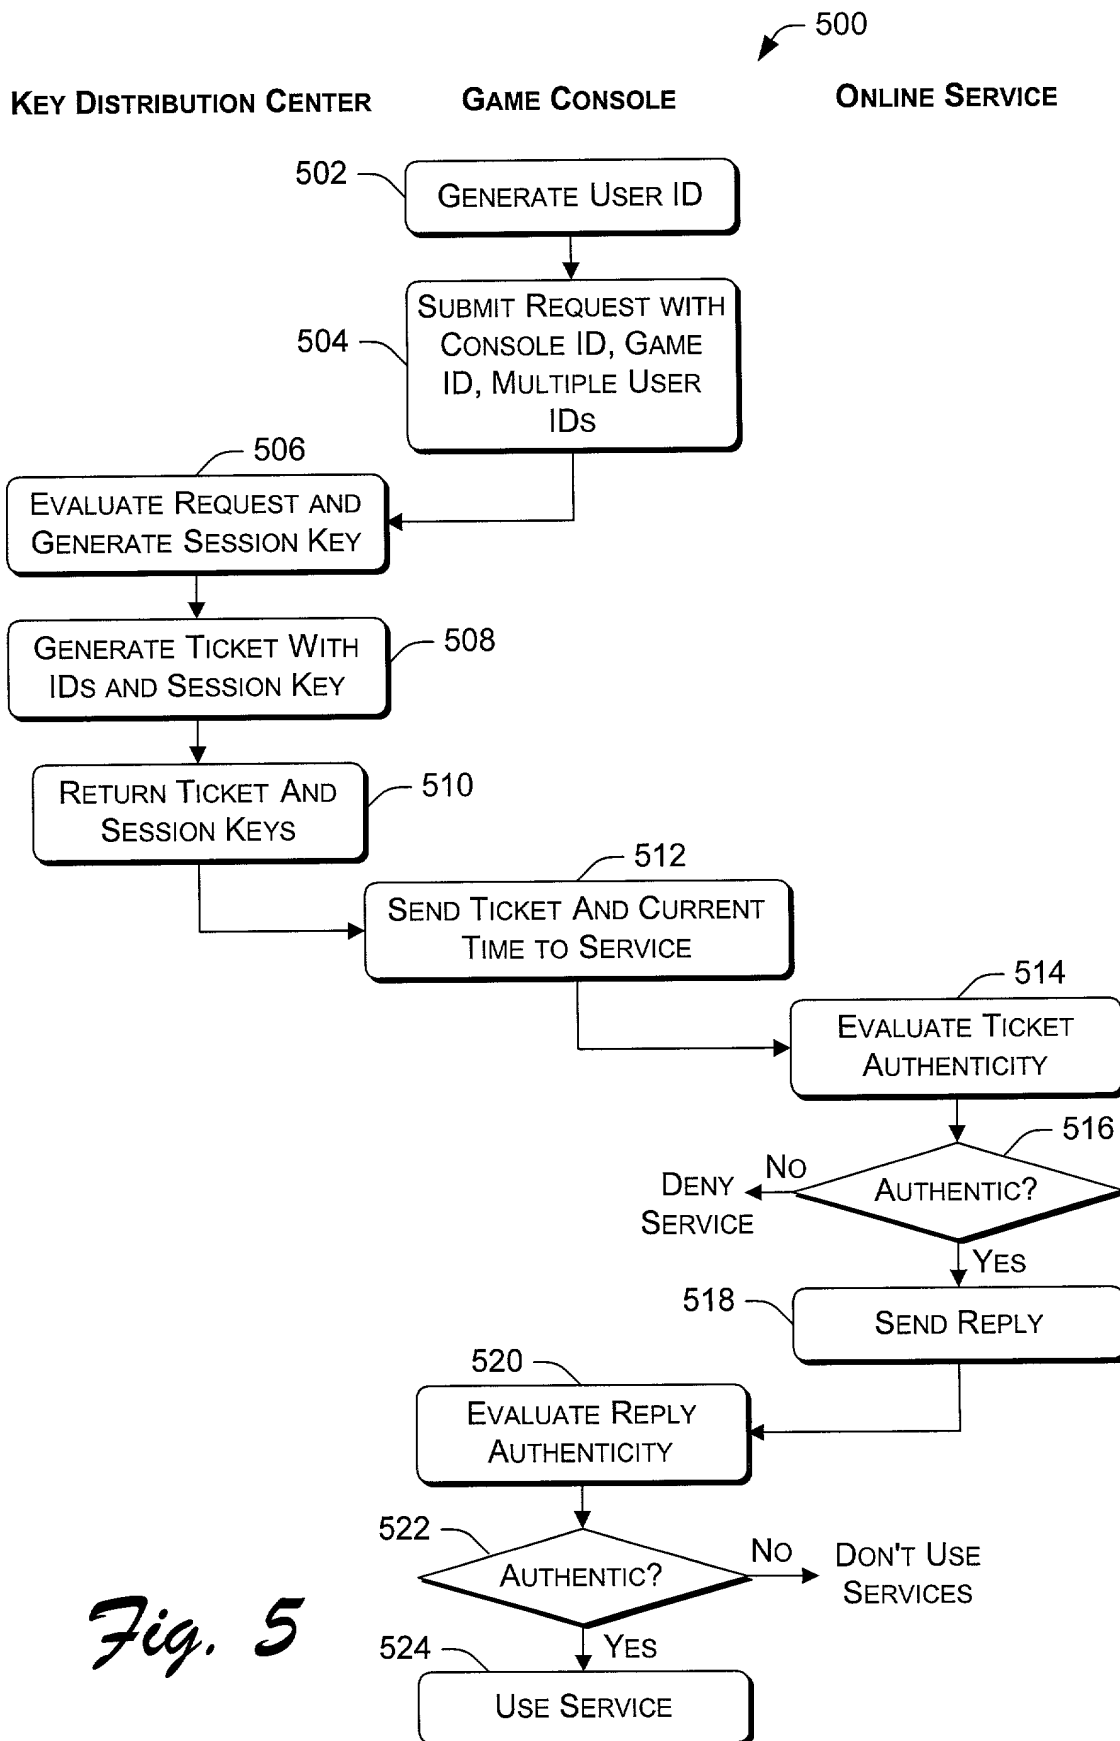 500
KEY DISTRIBUTION CENTER
GAME CONSOLE
ONLINE SERVICE
502
GENERATE USER ID
504
SUBMIT REQUEST WITH
CONSOLE ID, GAME
ID, MULTIPLE USER
IDS
506
EVALUATE REQUEST AND
GENERATE SESSION KEY
GENERATE TICKET WITH
IDS AND SESSION KEY
508
RETURN TICKET AND
SESSION KEYS
510
512
SEND TICKET AND CURRENT
TIME TO SERVICE
514
EVALUATE TICKET
AUTHENTICITY
516
AUTHENTIC?
NO
DENY
SERVICE
YES
518
SEND REPLY
520
EVALUATE REPLY
AUTHENTICITY
522
AUTHENTIC?
NO
DON'T USE
SERVICES
YES
524
USE SERVICE
Fig. 5